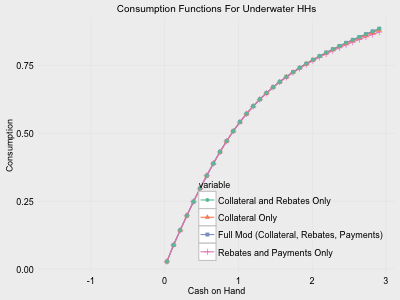 Consumption Functions For Underwater HHs
Consumption
0.75
0.50
0.25
0.00
variable
Collateral and Rebates Only
Collateral Only
Full Mod (Collateral, Rebates, Payments)
Rebates and Payments Only
-1 0 1 2 3
Cash on Hand